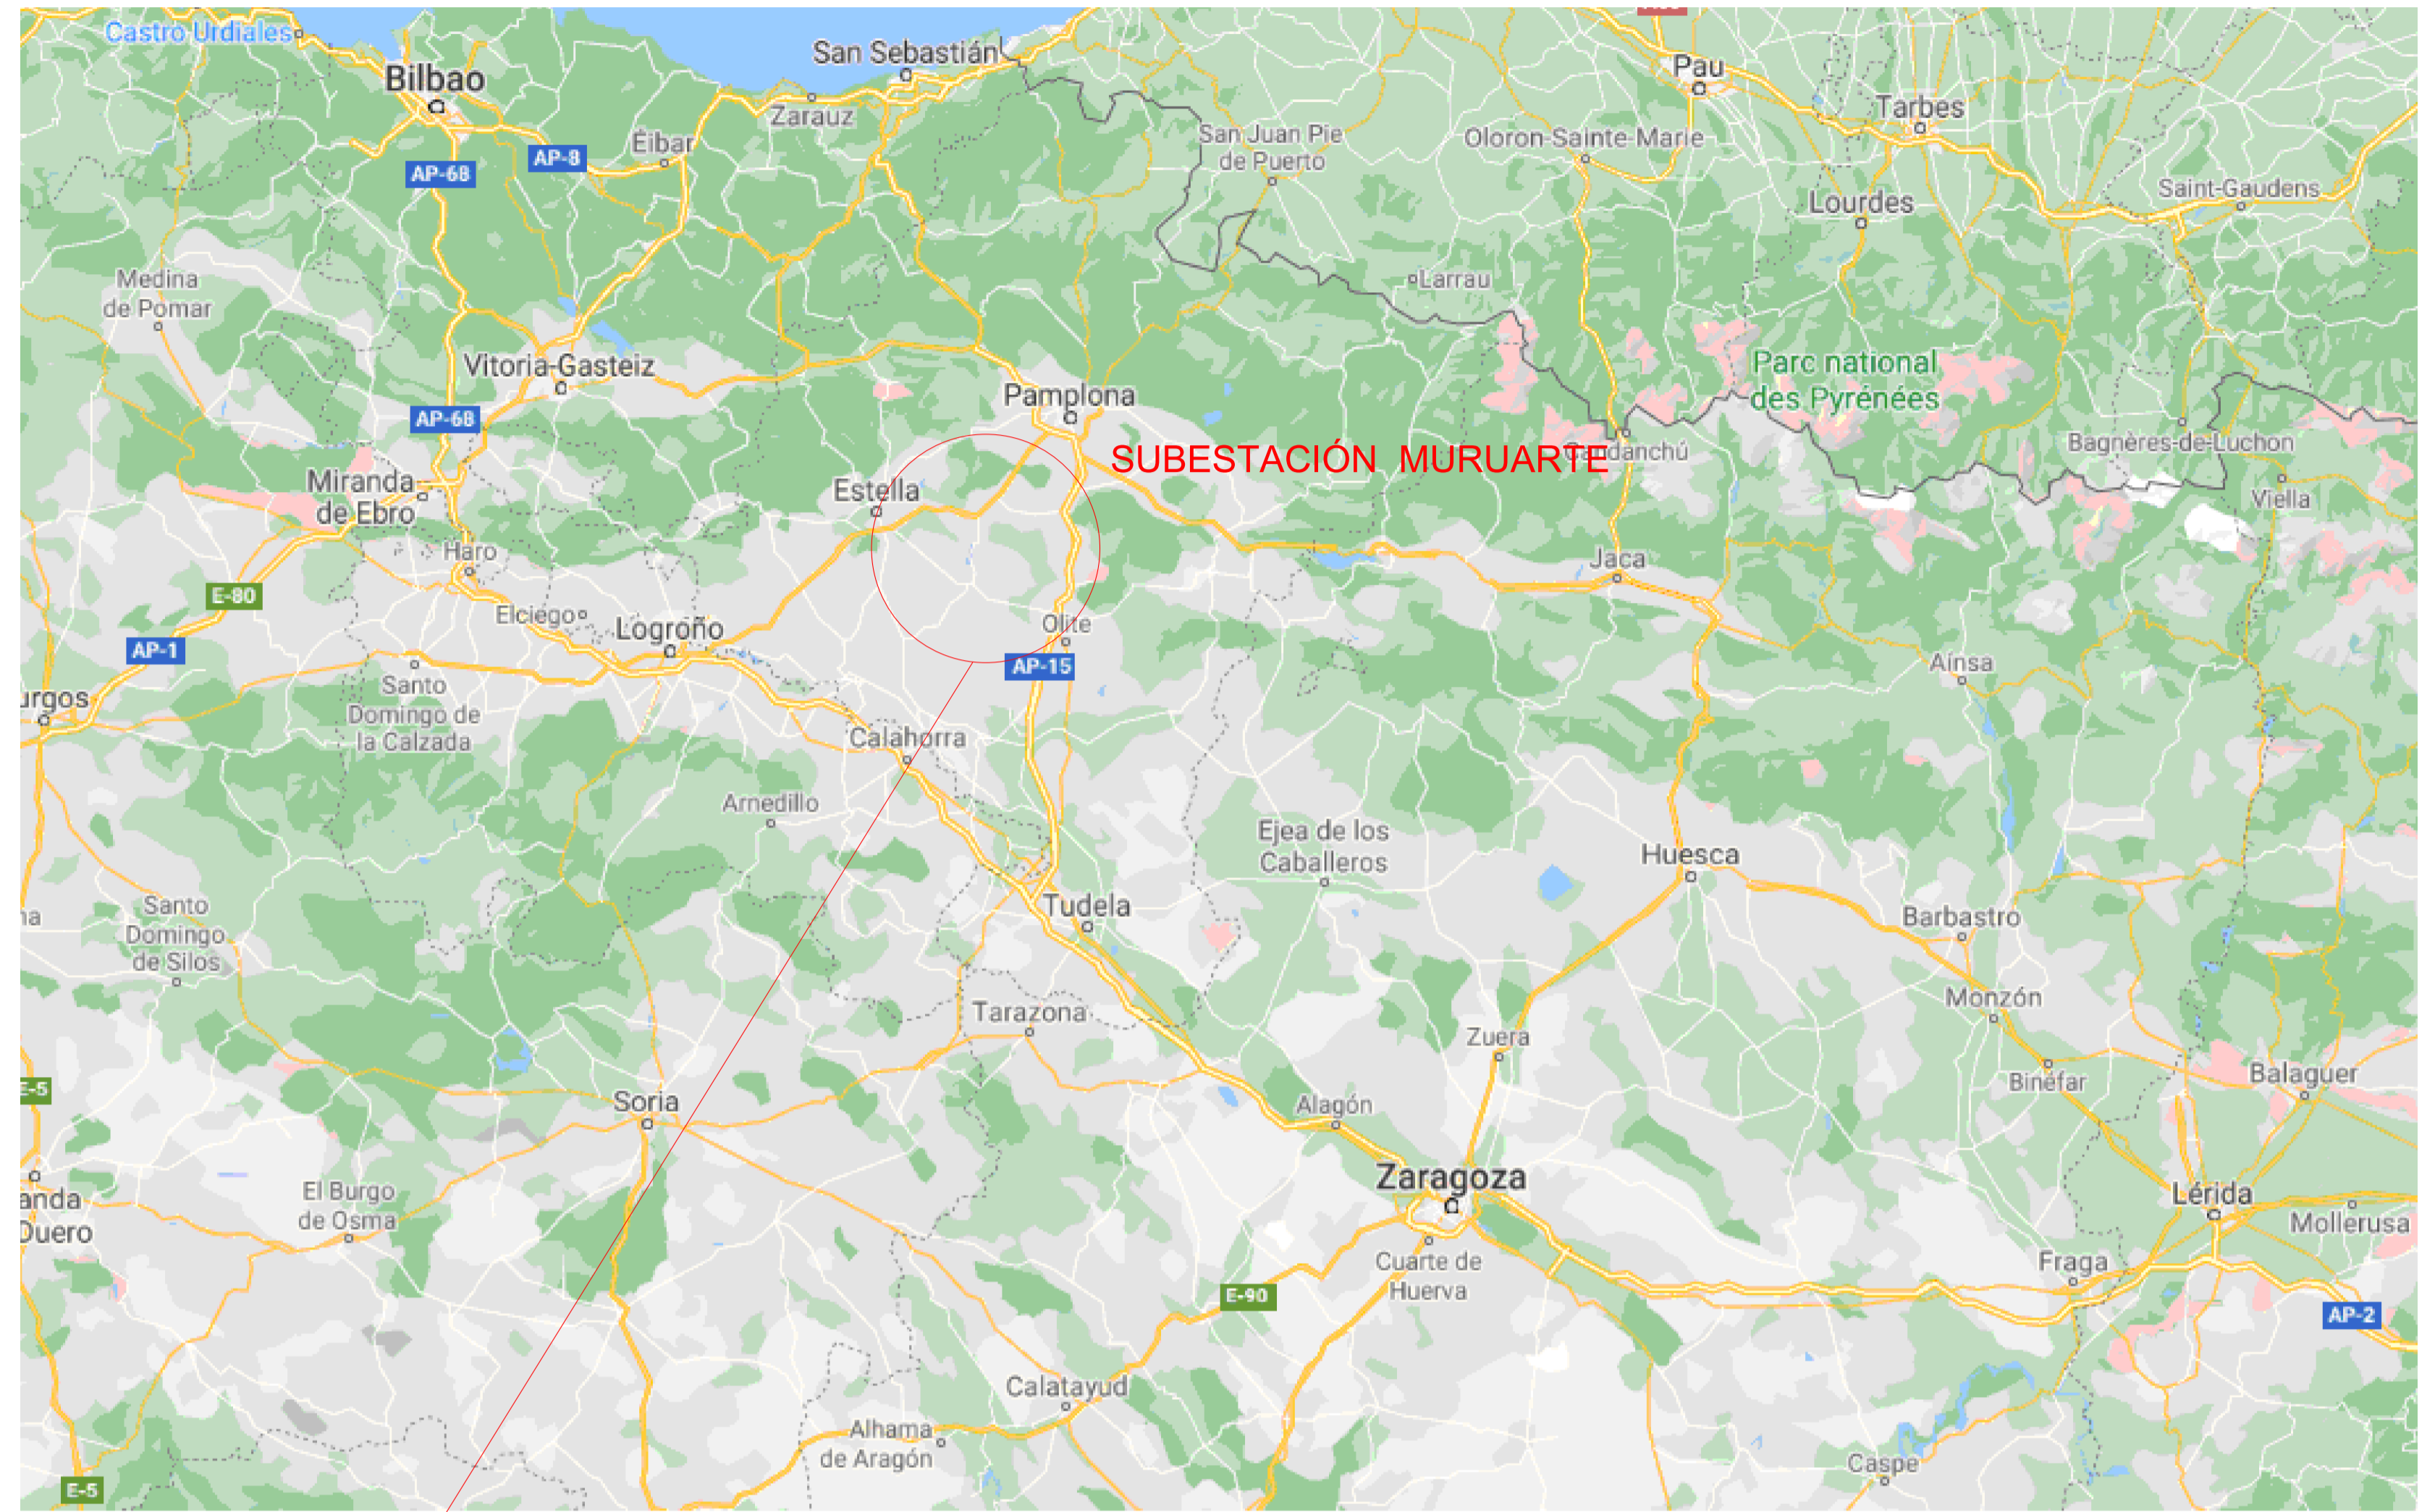 Castro Urdiales
San Sebastián
Bilbao
Pau
Zarauz
Tarbes
Éibar
San Juan Pie
de Puerto
Oloron-Sainte-Marie
AP-8
AP-68
Saint-Gaudens
Lourdes
Medina
de Pomar
Larrau
Vitoria-Gasteiz
Parc national
des Pyrénées
Pamplona
AP-68
SUBESTACIÓN MURUARTE
Candanchú
Bagnères-de-Luchon
Miranda
de Ebro
Estella
Viella
Haro
Jaca
E-80
Elciego
Logroño
Olite
AP-1
AP-15
Aínsa
urgos
Santo
Domingo de
la Calzada
Calahorra
Arnedillo
Ejea de los
Caballeros
Huesca
Santo
Domingo
de Silos
na
Tudela
Barbastro
Monzón
Tarazona
Zuera
E-5
Binéfar
Balaguer
Soria
Alagón
Zaragoza
El Burgo
de Osma
anda
Duero
Lérida
Mollerusa
Cuarte de
Huerva
Fraga
E-90
AP-2
Calatayud
Alhama
de Aragón
Caspe
E-5